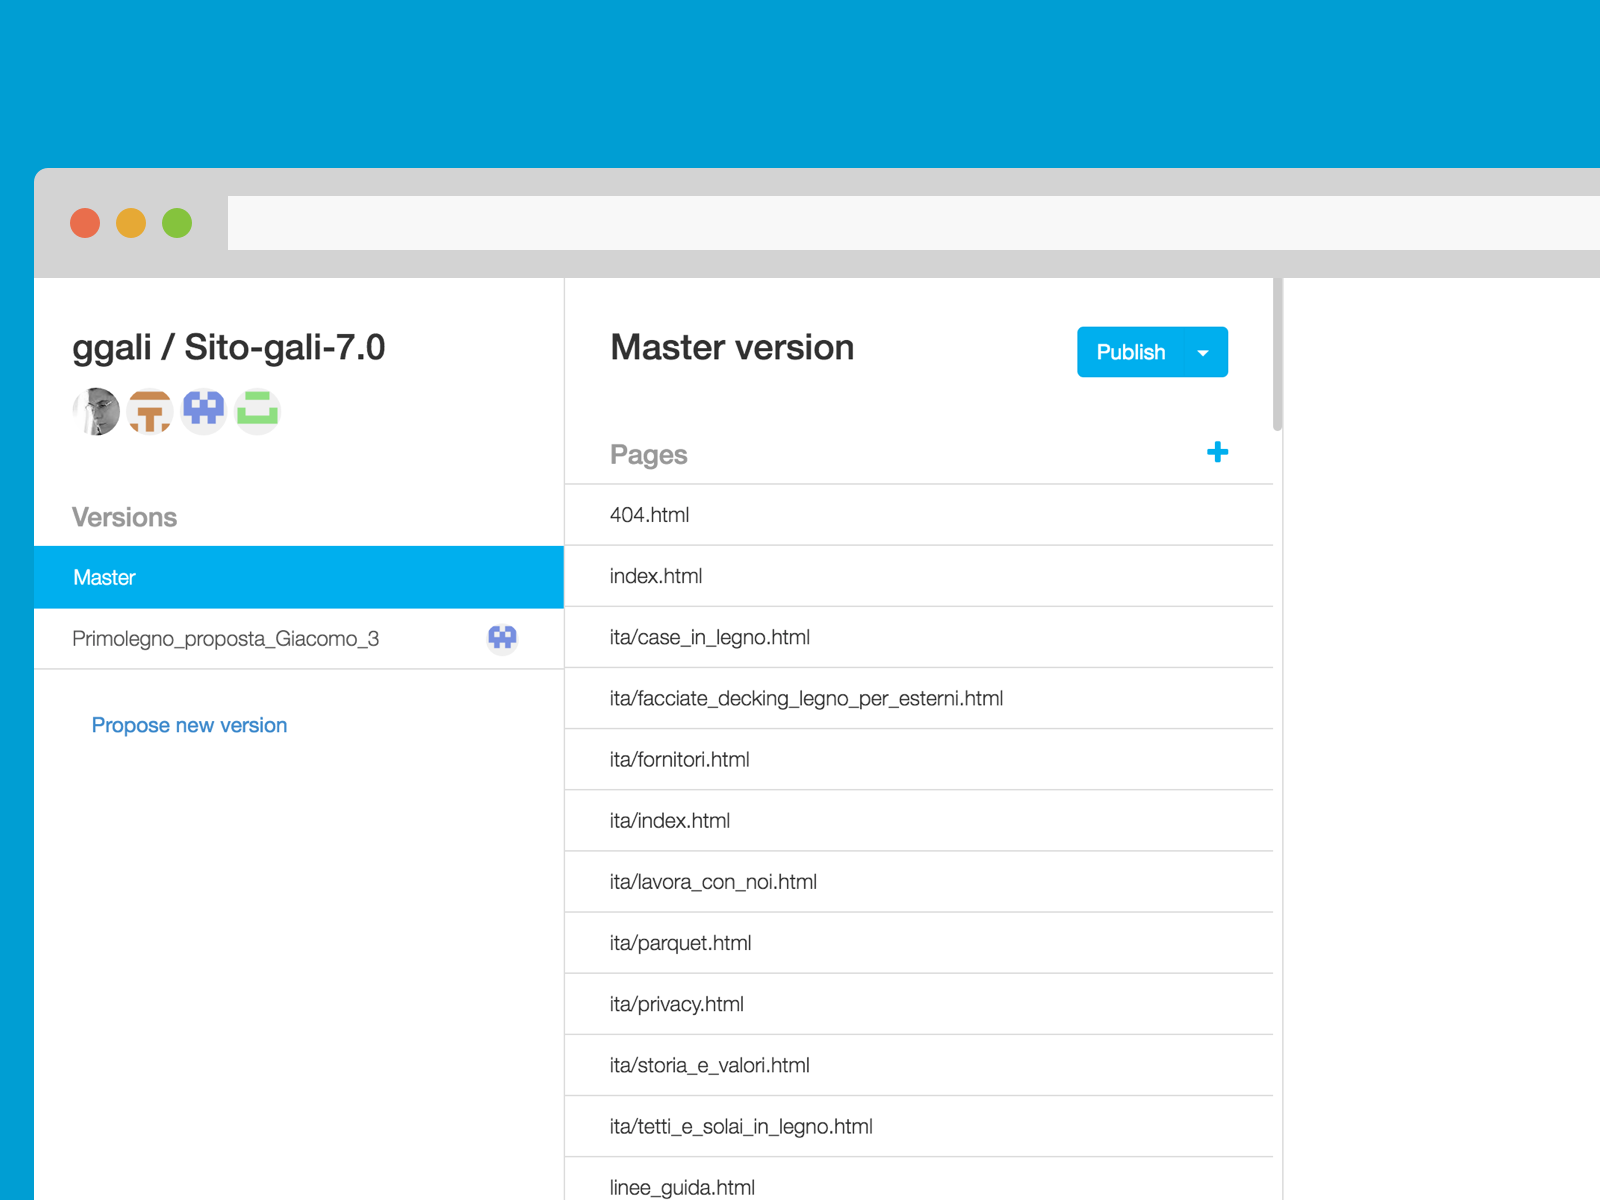 ggali / Sito-gali-7.0
Versions
Master
Primolegno_proposta_Giacomo_3
Propose new version
Master version
Publish
Pages
404.html
index.html
ita/case_in_legno.html
ita/facciate_decking_legno_per_esterni.html
ita/fornitori.html
ita/index.html
ita/lavora_con_noi.html
ita/parquet.html
ita/privacy.html
ita/storia_e_valori.html
ita/tetti_e_solai_in_legno.html
linee_guida.html